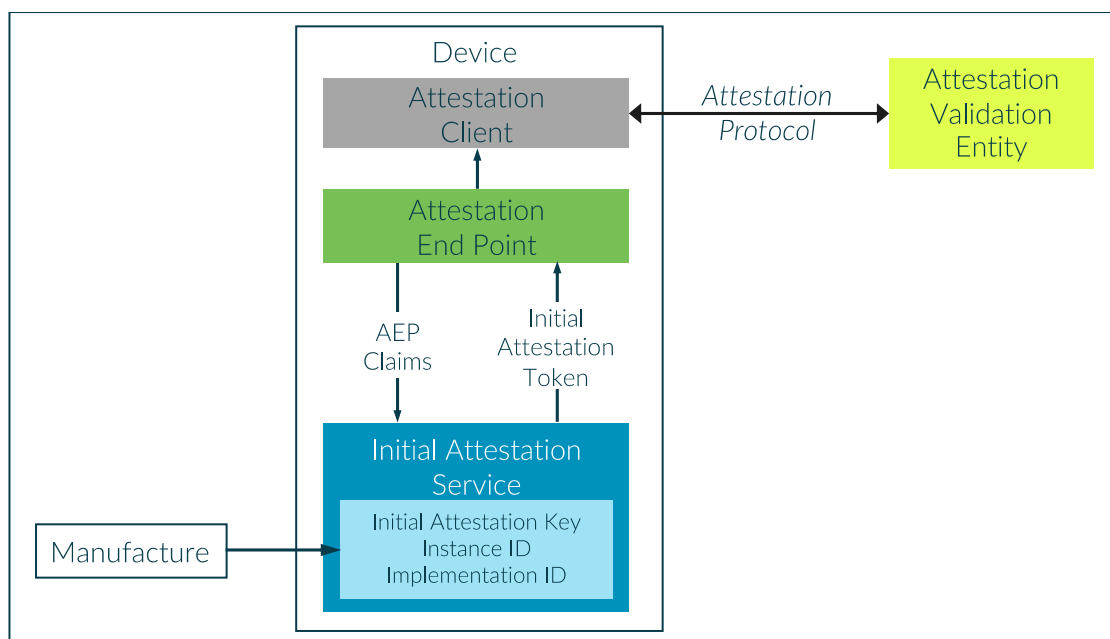 Device
Attestation
Client
Attestation
Protocol
Attestation
Validation
Entity
Attestation
End Point
AEP
Claims
Initial
Attestation
Token
Initial Attestation
Service
Initial Attestation Key
Instance ID
Implementation ID
Manufacture